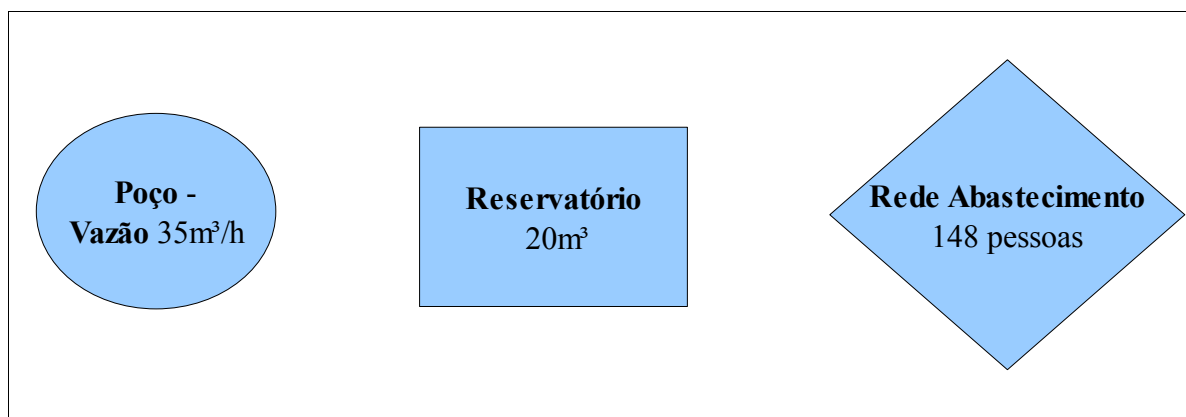 Poço -
Vazão 35m³/h
Reservatório
20m³
Rede Abastecimento
148 pessoas